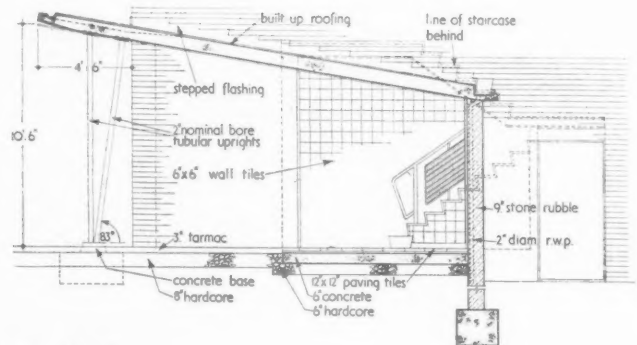 built up roofing
line of staircase
behind
4' 6"
stepped flashing
10' 6"
2" nominal bore
tubular uprights
6"x 6" wall tiles
9" stone rubble
83°
3" tarmac
2" diam r.w.p.
concrete base
8" hardcore
12"x 12" paving tiles
6" concrete
6" hardcore